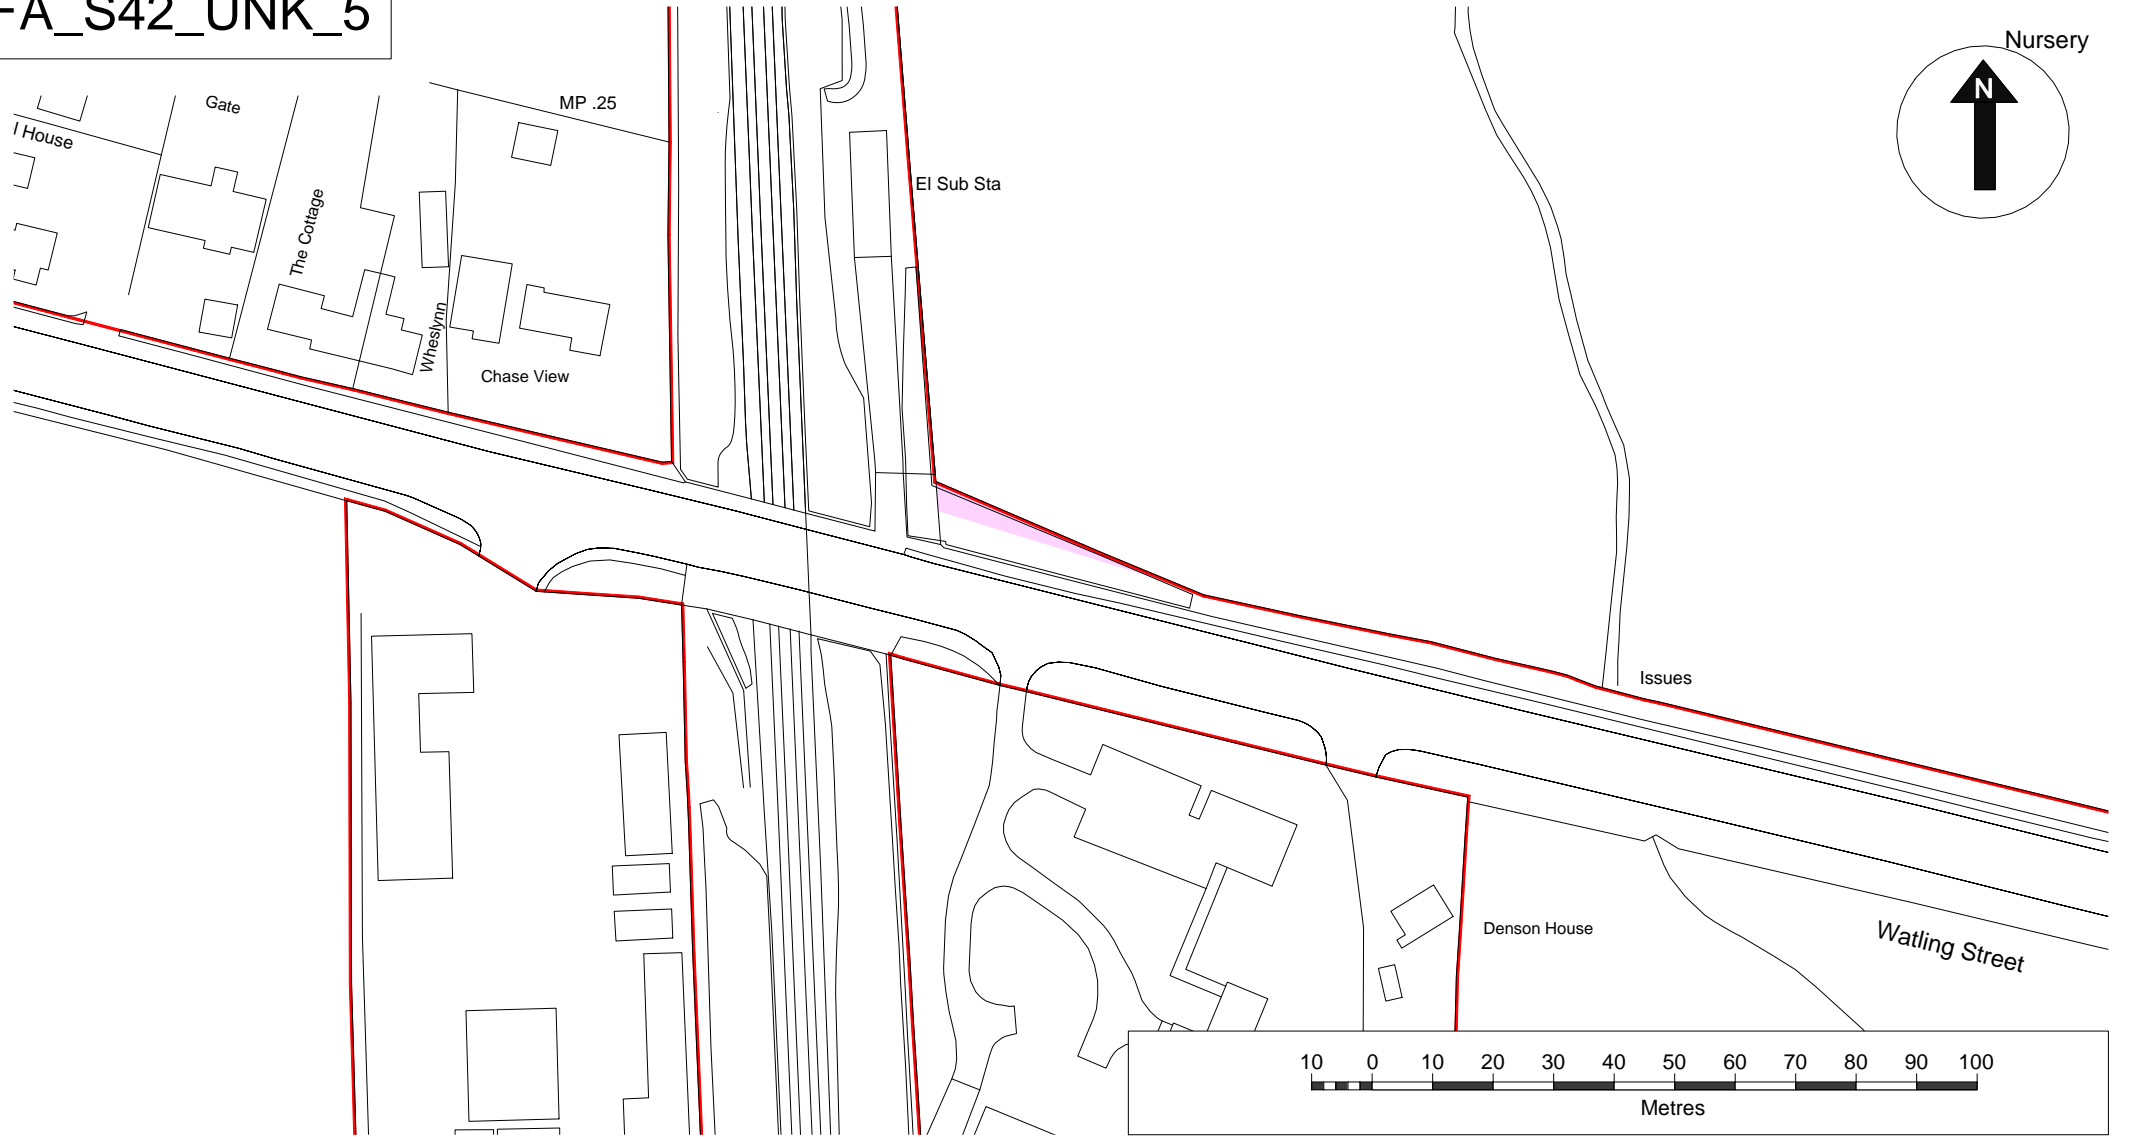 FA_S42_UNK_5
Nursery
N
Gate
MP .25
l House
El Sub Sta
The Cottage
Wheslynn
Chase View
Issues
Denson House
Watling Street
10 0 10 20 30 40 50 60 70 80 90 100
Metres